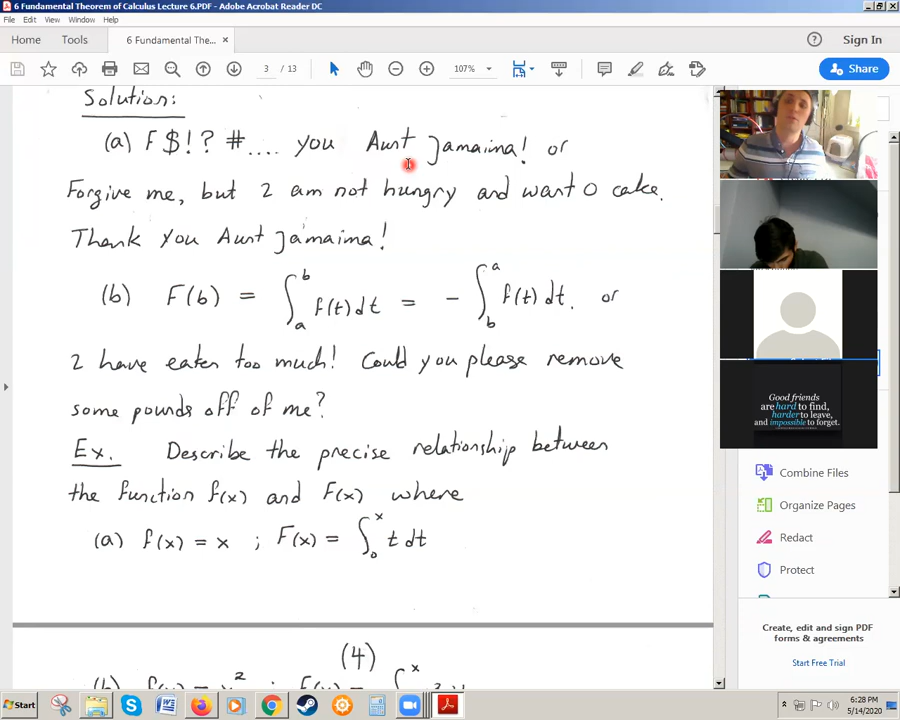 6 Fundamental Theorem of Calculus Lecture 6.PDF - Adobe Acrobat Reader DC
File Edit View Window Help
Home Tools 6 Fundamental The... × ? Sign In
3 / 13 107% Share
Solution:
(a) F$!?#.... you Aunt Jamaima! or
Forgive me, but I am not hungry and want 0 cake.
Thank you Aunt Jamaima!
(b) F(b) = ∫_a^b f(t)dt = - ∫_b^a f(t)dt. or
I have eaten too much! Could you please remove
some pounds off of me?
Ex. Describe the precise relationship between
the function f(x) and F(x) where
(a) f(x) = x ; F(x) = ∫_0^x t dt
(4)
Good friends
are hard to find,
harder to leave,
and impossible to forget.
Combine Files
Organize Pages
Redact
Protect
Create, edit and sign PDF
forms & agreements
Start Free Trial
Start
6:28 PM
5/14/2020